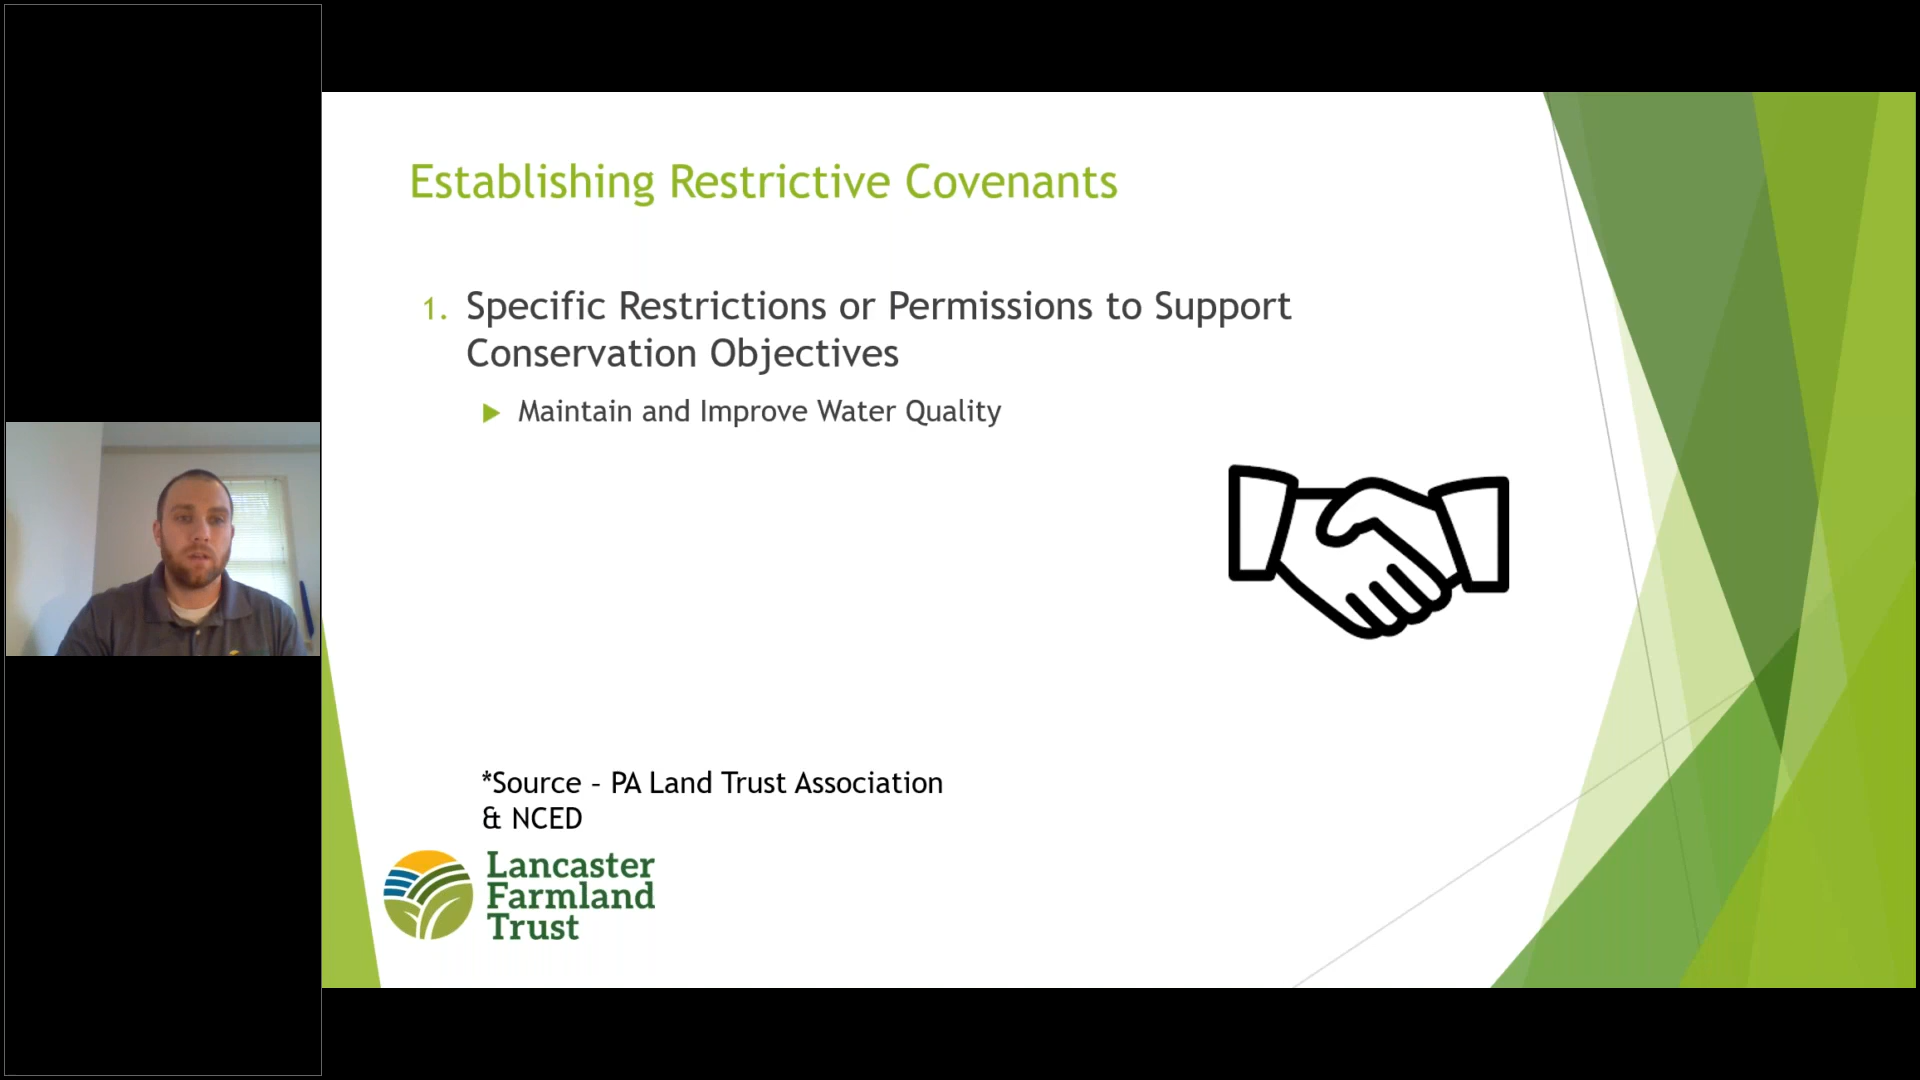 Establishing Restrictive Covenants
1. Specific Restrictions or Permissions to Support
Conservation Objectives
Maintain and Improve Water Quality
*Source – PA Land Trust Association
& NCED
Lancaster
Farmland
Trust